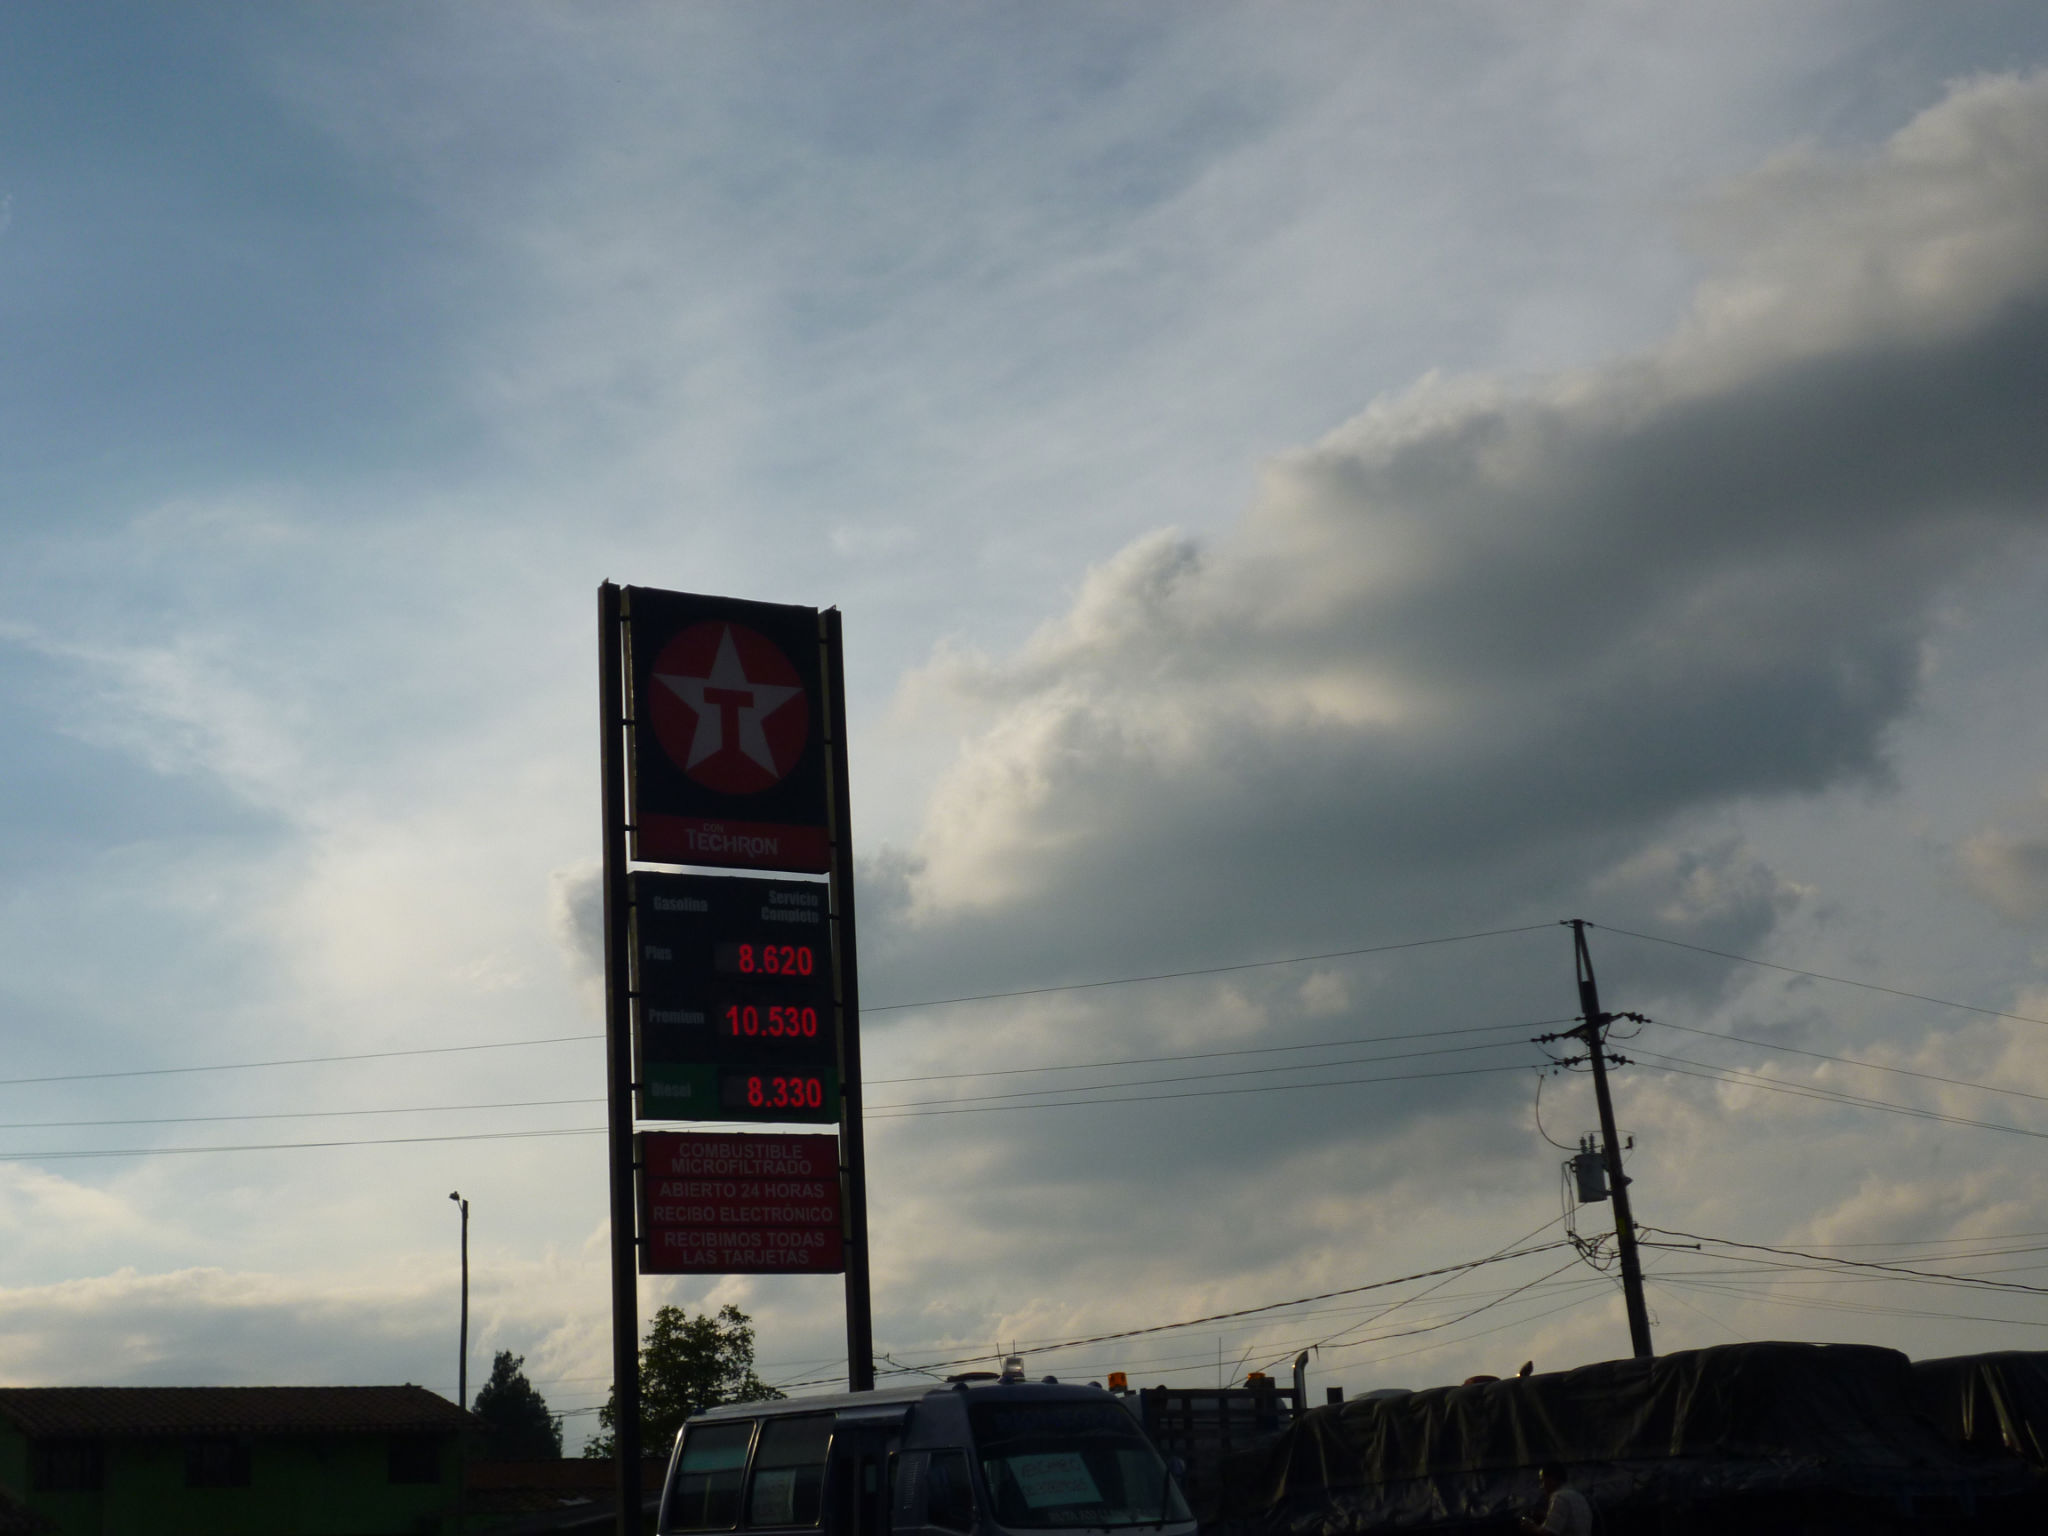 T
CON
TECHRON
Gasolina Servicio
Completo
Plus 8.620
Premium 10.530
Diesel 8.330
COMBUSTIBLE
MICROFILTRADO
ABIERTO 24 HORAS
RECIBO ELECTRÓNICO
RECIBIMOS TODAS
LAS TARJETAS